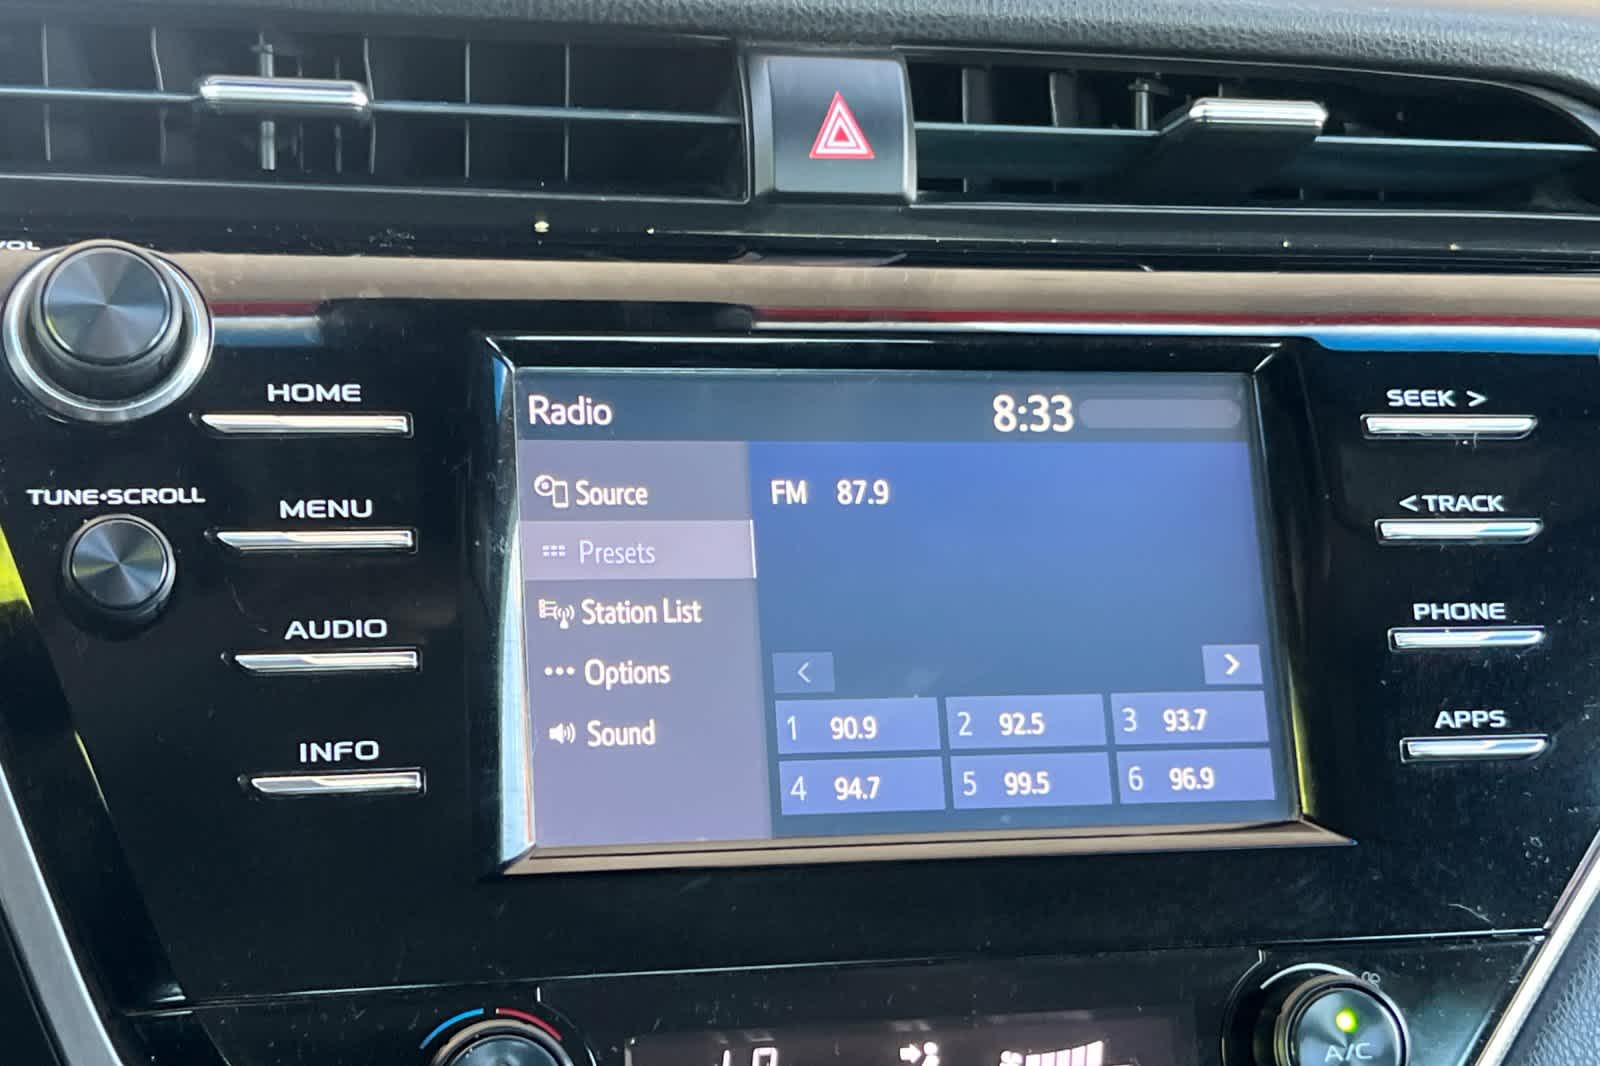 VOL
HOME
SEEK >
Radio 8:33
TUNE•SCROLL
Source
FM 87.9
MENU
< TRACK
Presets
Station List
PHONE
AUDIO
<
>
Options
1 90.9
2 92.5
3 93.7
APPS
INFO
Sound
4 94.7
5 99.5
6 96.9
A/C